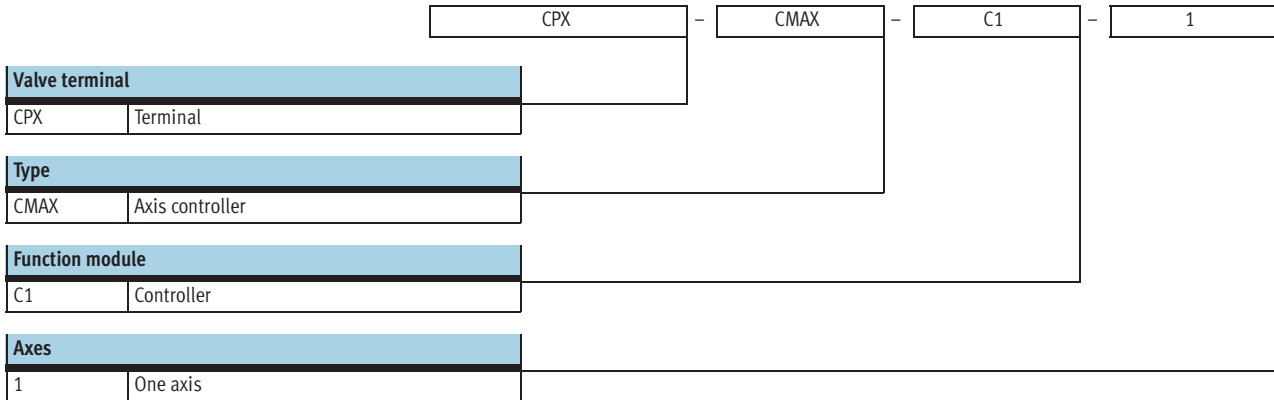 CPX – CMAX – C1 – 1
Valve terminal
CPX Terminal
Type
CMAX Axis controller
Function module
C1 Controller
Axes
1 One axis